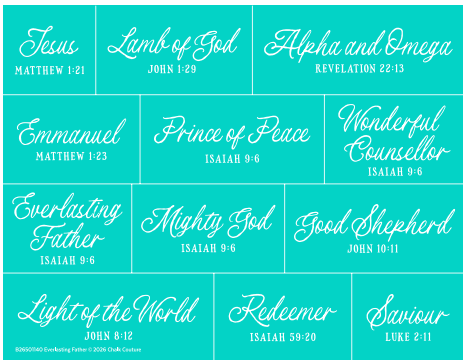 Jesus
MATTHEW 1:21
Lamb of God
JOHN 1:29
Alpha and Omega
REVELATION 22:13
Emmanuel
MATTHEW 1:23
Prince of Peace
ISAIAH 9:6
Wonderful
Counsellor
ISAIAH 9:6
Everlasting
Father
ISAIAH 9:6
Mighty God
ISAIAH 9:6
Good Shepherd
JOHN 10:11
Light of the World
JOHN 8:12
Redeemer
ISAIAH 59:20
Saviour
LUKE 2:11
B26501140 Everlasting Father © 2026 Chalk Couture